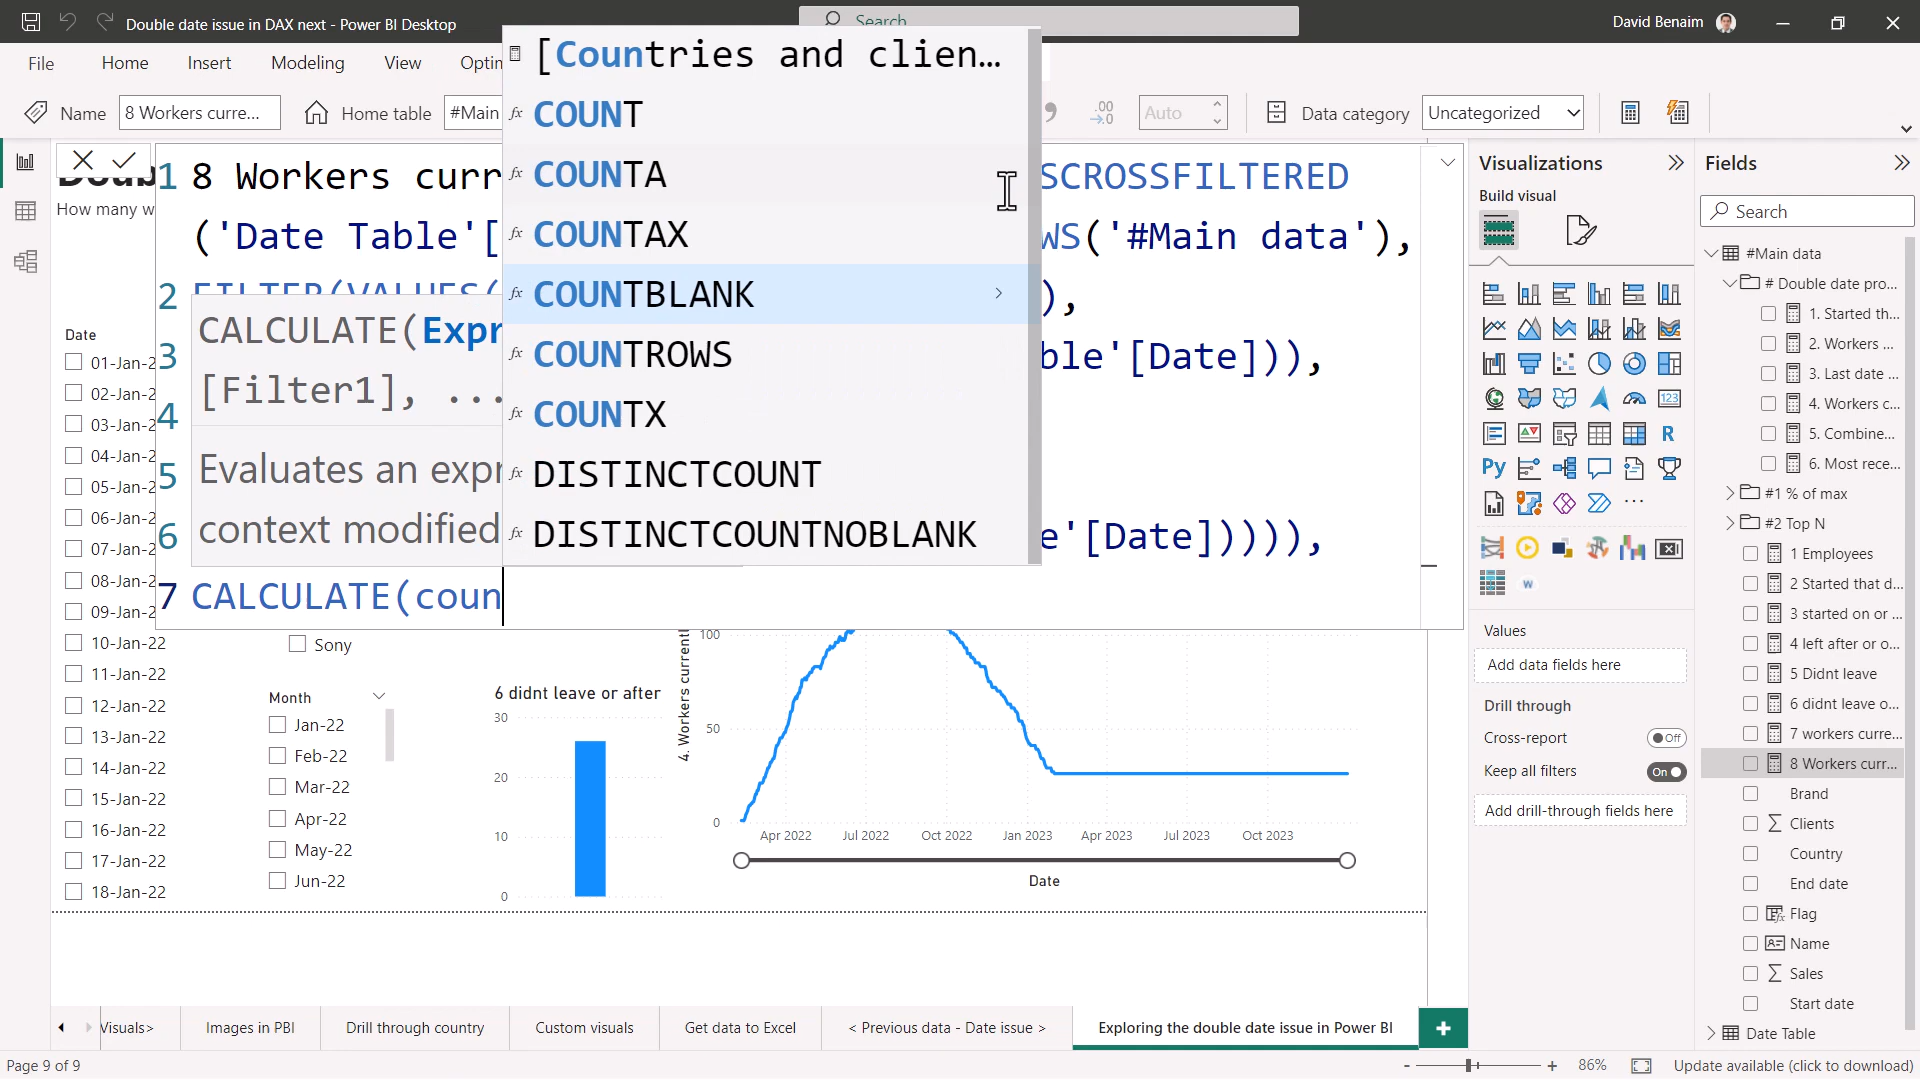 Double date issue in DAX next - Power BI Desktop
Search
David Benaim
File
Home
Insert
Modeling
View
Name
8 Workers curre...
Home table
#Main
Auto
Data category
Uncategorized
1 8 Workers curr
SCROSSFILTERED
('Date Table'[
WS('#Main data'),
2 FILTER(VALUES(
),
3
ble'[Date])),
4
5
6
e'[Date]))))),
7 CALCULATE(coun
CALCULATE(Expr
[Filter1], ...
Evaluates an expr
context modified
[Countries and clien...
COUNT
COUNTA
COUNTAX
COUNTBLANK
COUNTROWS
COUNTX
DISTINCTCOUNT
DISTINCTCOUNTNOBLANK
How many w
Date
01-Jan-2
02-Jan-2
03-Jan-2
04-Jan-2
05-Jan-2
06-Jan-2
07-Jan-2
08-Jan-2
09-Jan-2
10-Jan-22
11-Jan-22
12-Jan-22
13-Jan-22
14-Jan-22
15-Jan-22
16-Jan-22
17-Jan-22
18-Jan-22
Sony
Month
Jan-22
Feb-22
Mar-22
Apr-22
May-22
Jun-22
6 didnt leave or after
30
20
10
0
4. Workers currentl
100
50
0
Apr 2022
Jul 2022
Oct 2022
Jan 2023
Apr 2023
Jul 2023
Oct 2023
Date
Visualizations
Build visual
123
R
Py
Values
Add data fields here
Drill through
Cross-report
Off
Keep all filters
On
Add drill-through fields here
Fields
Search
#Main data
# Double date pro...
1. Started th...
2. Workers ...
3. Last date ...
4. Workers c...
5. Combine...
6. Most rece...
#1 % of max
#2 Top N
1 Employees
2 Started that d...
3 started on or ...
4 left after or o...
5 Didnt leave
6 didnt leave o...
7 workers curre...
8 Workers curr...
Brand
Clients
Country
End date
Flag
Name
Sales
Start date
Date Table
Visuals>
Images in PBI
Drill through country
Custom visuals
Get data to Excel
< Previous data - Date issue >
Exploring the double date issue in Power BI
Page 9 of 9
86%
Update available (click to download)